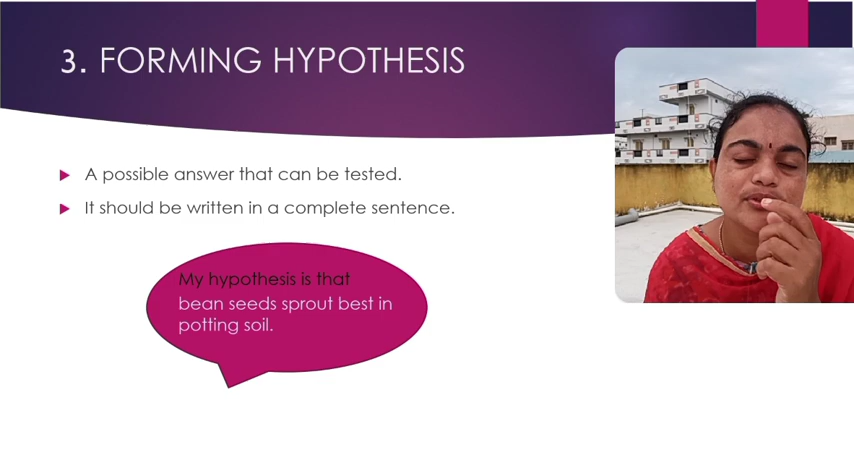 3. FORMING HYPOTHESIS
A possible answer that can be tested.
It should be written in a complete sentence.
My hypothesis is that
bean seeds sprout best in
potting soil.